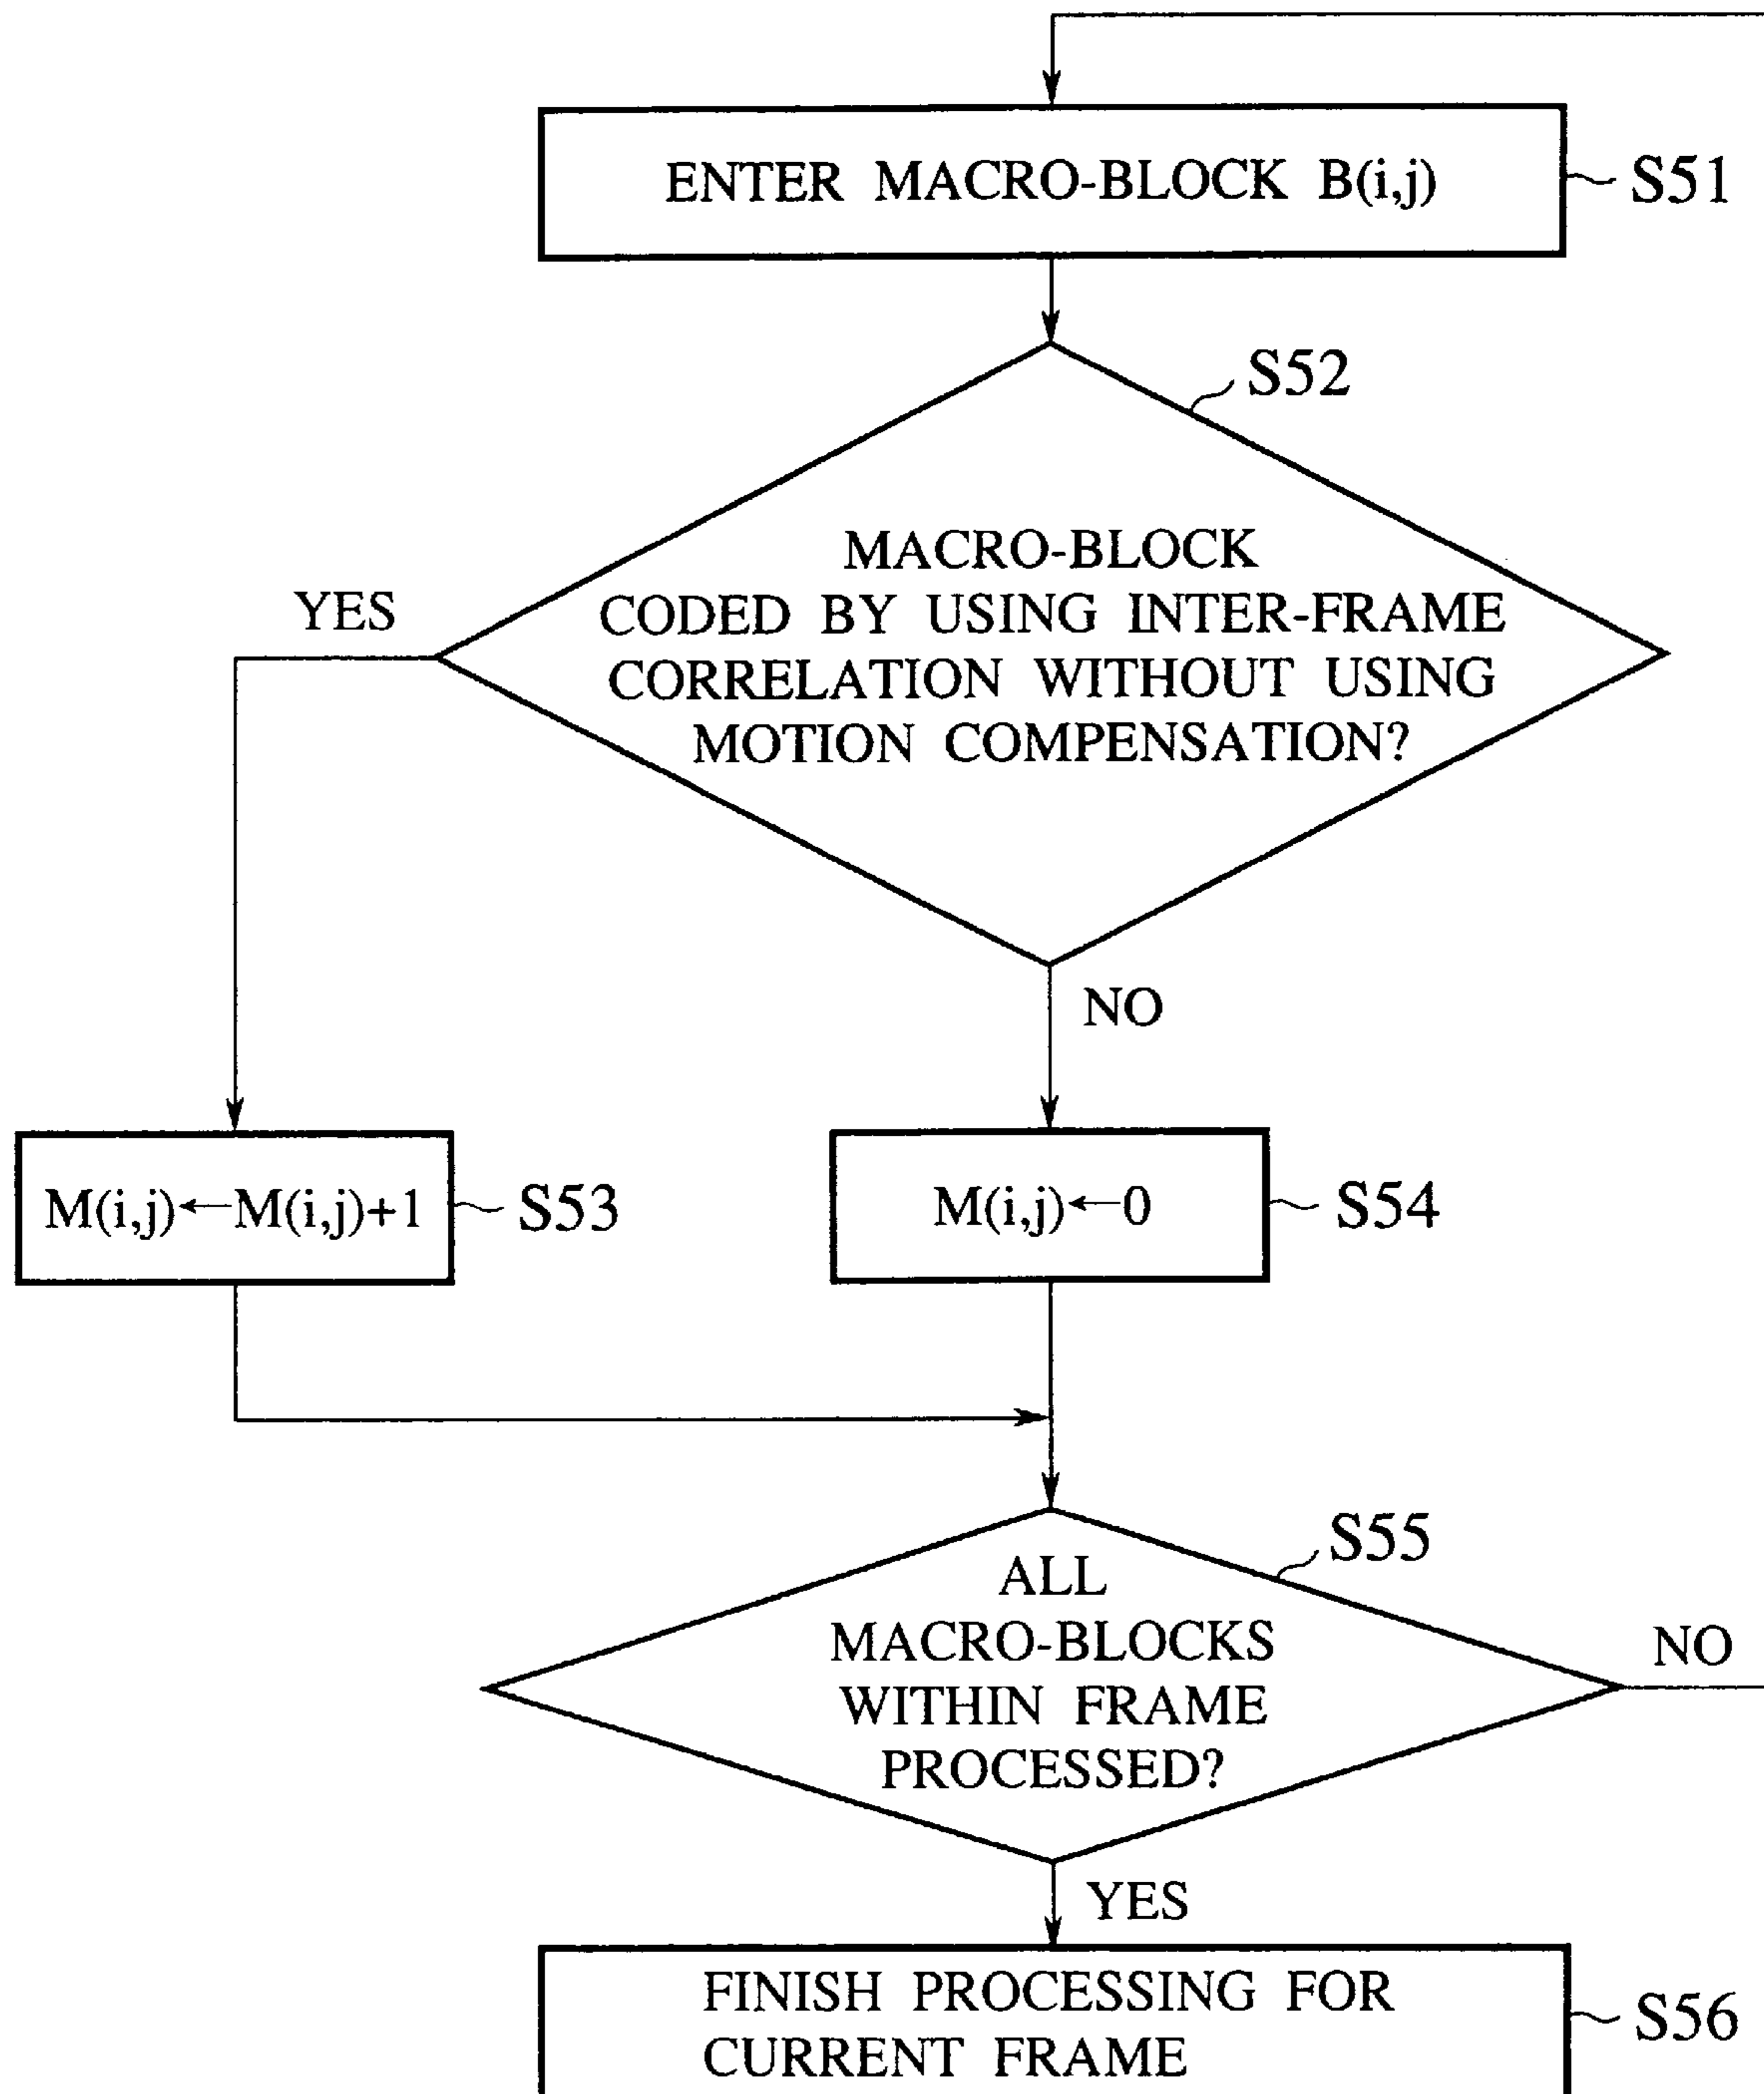 ENTER MACRO-BLOCK B(i,j)
S51
S52
MACRO-BLOCK
CODED BY USING INTER-FRAME
CORRELATION WITHOUT USING
MOTION COMPENSATION?
YES
NO
M(i,j)←M(i,j)+1
S53
M(i,j)←0
S54
S55
ALL
MACRO-BLOCKS
WITHIN FRAME
PROCESSED?
NO
YES
FINISH PROCESSING FOR
CURRENT FRAME
S56